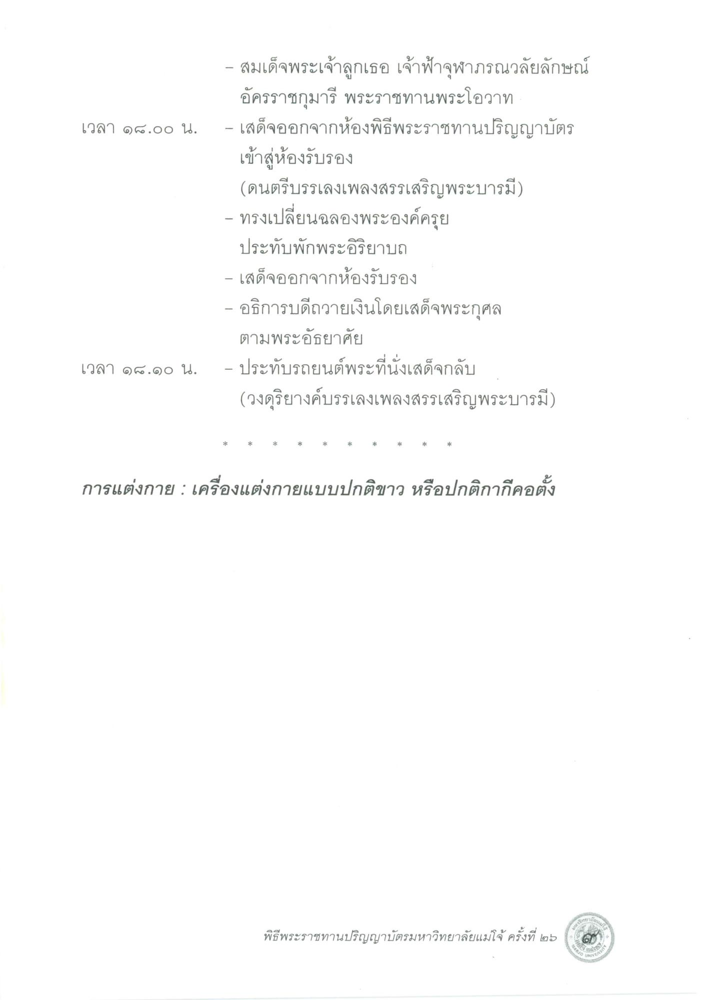 – สมเด็จพระเจ้าลูกเธอ เจ้าฟ้าจุฬาภรณวลัยลักษณ์
อัครราชกุมารี พระราชทานพระโอวาท
เวลา ๑๘.๐๐ น. – เสด็จออกจากห้องพิธีพระราชทานปริญญาบัตร
เข้าสู่ห้องรับรอง
(ดนตรีบรรเลงเพลงสรรเสริญพระบารมี)
– ทรงเปลี่ยนฉลองพระองค์ครุย
ประทับพักพระอิริยาบถ
– เสด็จออกจากห้องรับรอง
– อธิการบดีถวายเงินโดยเสด็จพระกุศล
ตามพระอัธยาศัย
เวลา ๑๘.๑๐ น. – ประทับรถยนต์พระที่นั่งเสด็จกลับ
(วงดุริยางค์บรรเลงเพลงสรรเสริญพระบารมี)
* * * * * * * * * *
การแต่งกาย : เครื่องแต่งกายแบบปกติขาว หรือปกติกากีคอตั้ง
พิธีพระราชทานปริญญาบัตรมหาวิทยาลัยแม่โจ้ ครั้งที่ ๒๖
มหาวิทยาลัยแม่โจ้
๙
MAEJO UNIVERSITY